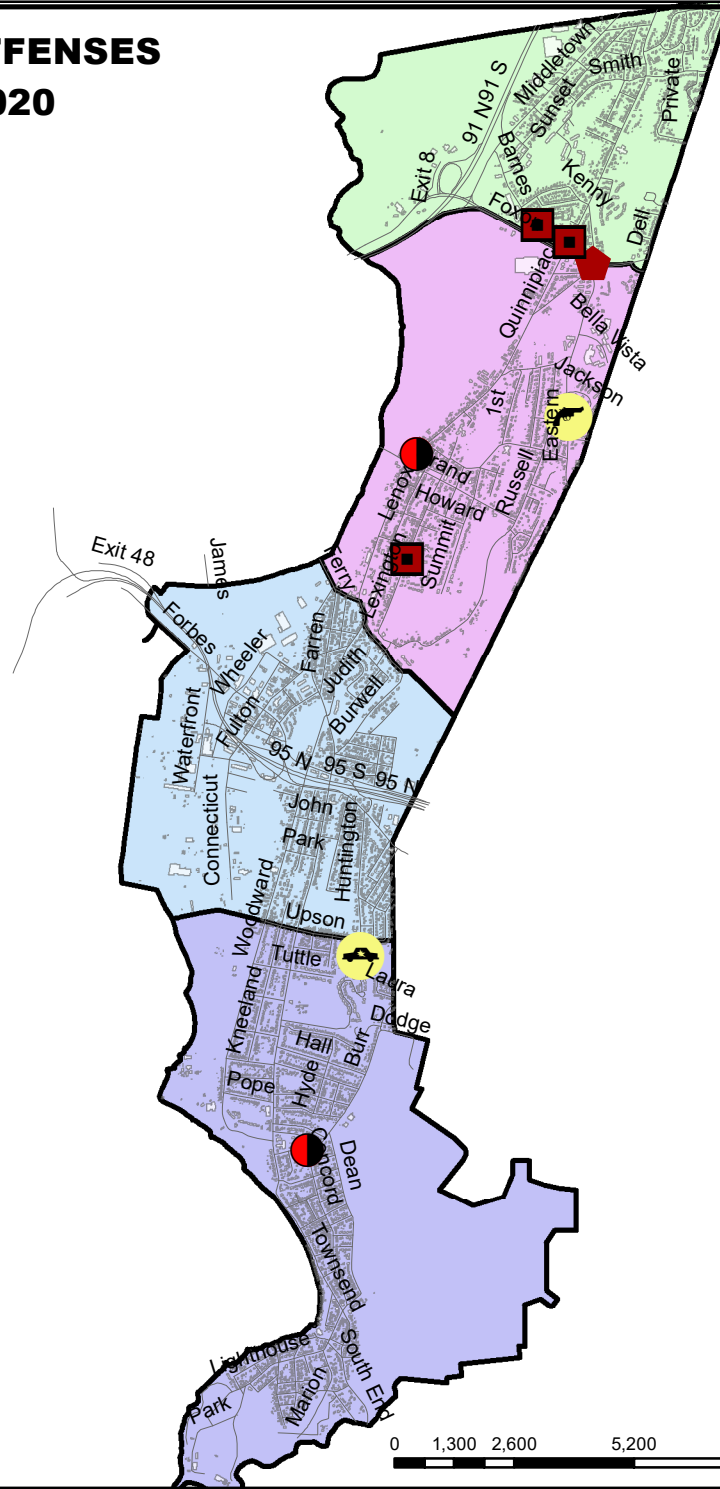 FFENSES
020
Middletown
Smith
Private
Sunset
91 N
91 S
Barnes
Exit 8
Kenny
Foxon
Dell
Quinnipiac
Bella Vista
Jackson
1st
Eastern
rand
Lenox
Howard
Russell
Summit
Lexington
Ferry
Exit 48
James
Forbes
Farren
Wheeler
Judith
Fulton
Burwell
Waterfront
95 N
95 S
95 N
Connecticut
John
Park
Huntington
Woodward
Upson
Tuttle
Laura
Kneeland
Dodge
Hall
Burr
Pope
Hyde
Concord
Dean
Townsend
Lighthouse
South End
Marion
Park
0 1,300 2,600 5,200